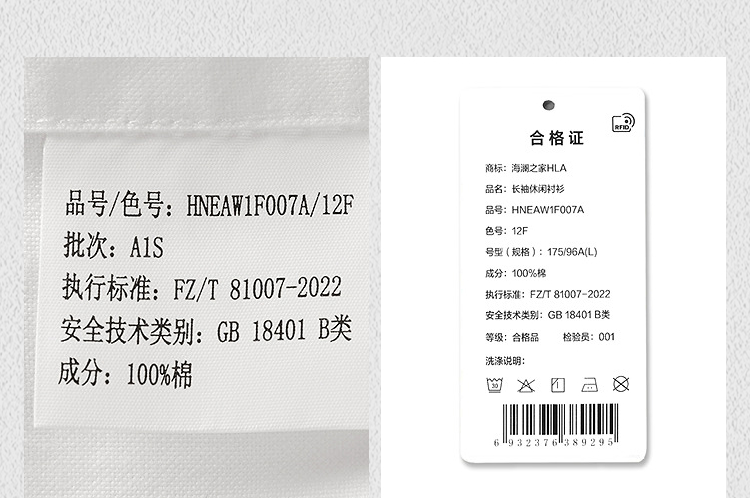 品号/色号：HNEAW1F007A/12F
批次：A1S
执行标准：FZ/T 81007-2022
安全技术类别：GB 18401 B类
成分：100%棉
RFID
合格证
商标：海澜之家HLA
品名：长袖休闲衬衫
品号：HNEAW1F007A
色号：12F
号型（规格）：175/96A(L)
成分：100%棉
执行标准：FZ/T 81007-2022
安全技术类别：GB 18401 B类
等级：合格品 检验员：001
洗涤说明：
30
6 932376 389295